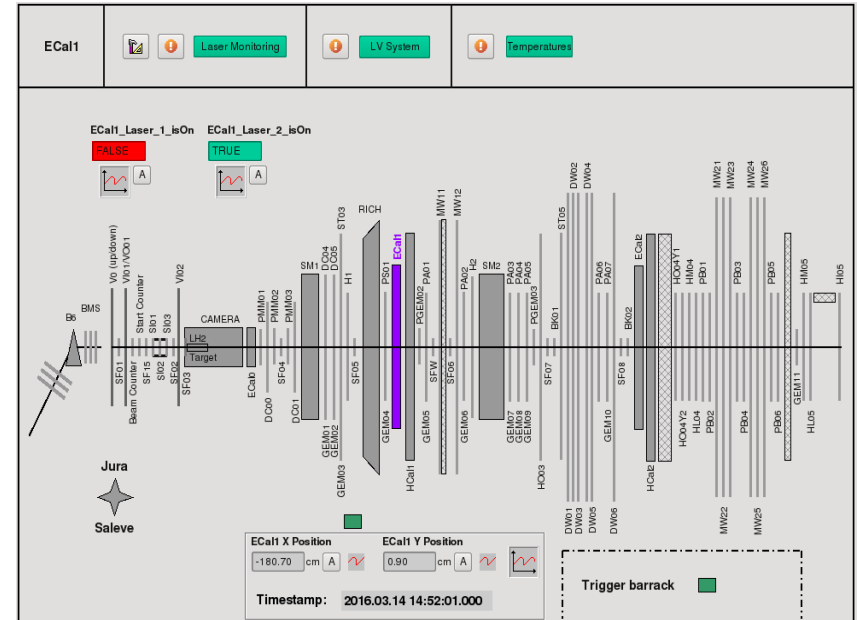 ECal1
Laser Monitoring
LV System
Temperatures
ECal1_Laser_1_isOn
ECal1_Laser_2_isOn
FALSE
TRUE
A
A
B6
BMS
Vo (up/down)
VI01/VO01
Start Counter
SI01
SI03
VI02
SF01
Beam Counter
SF15
SI02
SF02
SF03
CAMERA
LH2
Target
ECal0
PMM01
PMM02
PMM03
DC00
SF04
DC01
SM1
DC04
DC05
ST03
H1
GEM01
GEM02
GEM03
SF05
RICH
PS01
GEM04
ECal1
HCal1
PGEM02
PA01
GEM05
SFW
MW11
MW12
SF06
PA02
GEM06
H2
SM2
PA03
PA04
PA05
GEM07
GEM08
GEM09
PGEM03
HO03
SF07
BK01
ST05
DW02
DW04
DW01
DW03
DW05
DW06
PA06
PA07
GEM10
SF08
BK02
ECal2
HCal2
HO04Y1
HO04Y2
HM04
HL04
PB01
PB02
MW21
MW23
MW22
PB03
PB04
MW24
MW26
MW25
PB05
PB06
GEM11
HM05
HL05
HI05
Jura
Saleve
ECal1 X Position
ECal1 Y Position
-180.70 cm A
0.90 cm A
Timestamp: 2016.03.14 14:52:01.000
Trigger barrack